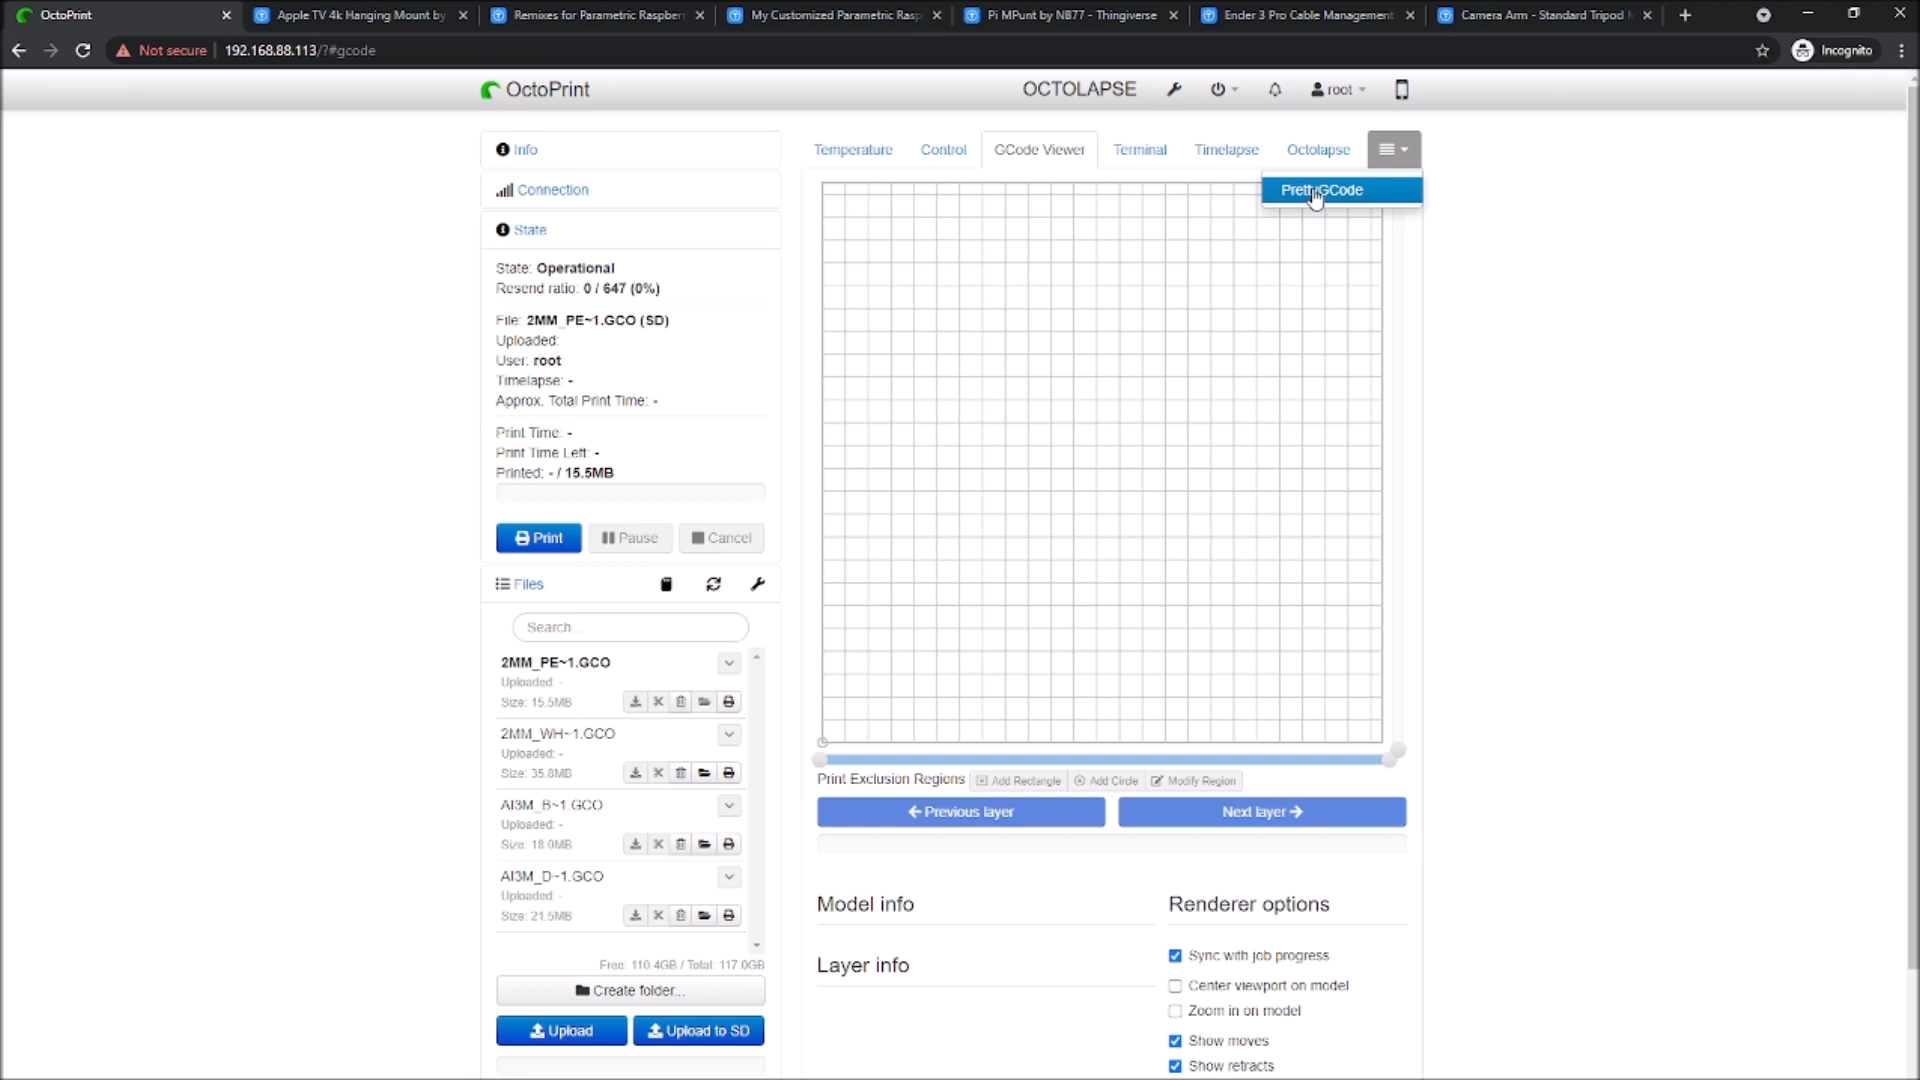 OctoPrint
Apple TV 4k Hanging Mount by
Remixes for Parametric Raspberr
My Customized Parametric Rasp
Pi MPunt by NB77 - Thingiverse
Ender 3 Pro Cable Management
Camera Arm - Standard Tripod
Not secure
192.168.88.113/?#gcode
Incognito
OctoPrint
OCTOLAPSE
root
Info
Connection
State
State: Operational
Resend ratio: 0 / 647 (0%)
File: 2MM_PE~1.GCO (SD)
Uploaded:
User: root
Timelapse: -
Approx. Total Print Time: -
Print Time: -
Print Time Left: -
Printed: - / 15.5MB
Print
Pause
Cancel
Files
Search...
2MM_PE~1.GCO
Uploaded: -
Size: 15.5MB
2MM_WH~1.GCO
Uploaded: -
Size: 35.8MB
AI3M_B~1.GCO
Uploaded: -
Size: 18.0MB
AI3M_D~1.GCO
Uploaded: -
Size: 21.5MB
Free: 110.4GB / Total: 117.0GB
Create folder...
Upload
Upload to SD
Temperature
Control
GCode Viewer
Terminal
Timelapse
Octolapse
PrettyGCode
Print Exclusion Regions
Add Rectangle
Add Circle
Modify Region
Previous layer
Next layer
Model info
Layer info
Renderer options
Sync with job progress
Center viewport on model
Zoom in on model
Show moves
Show retracts